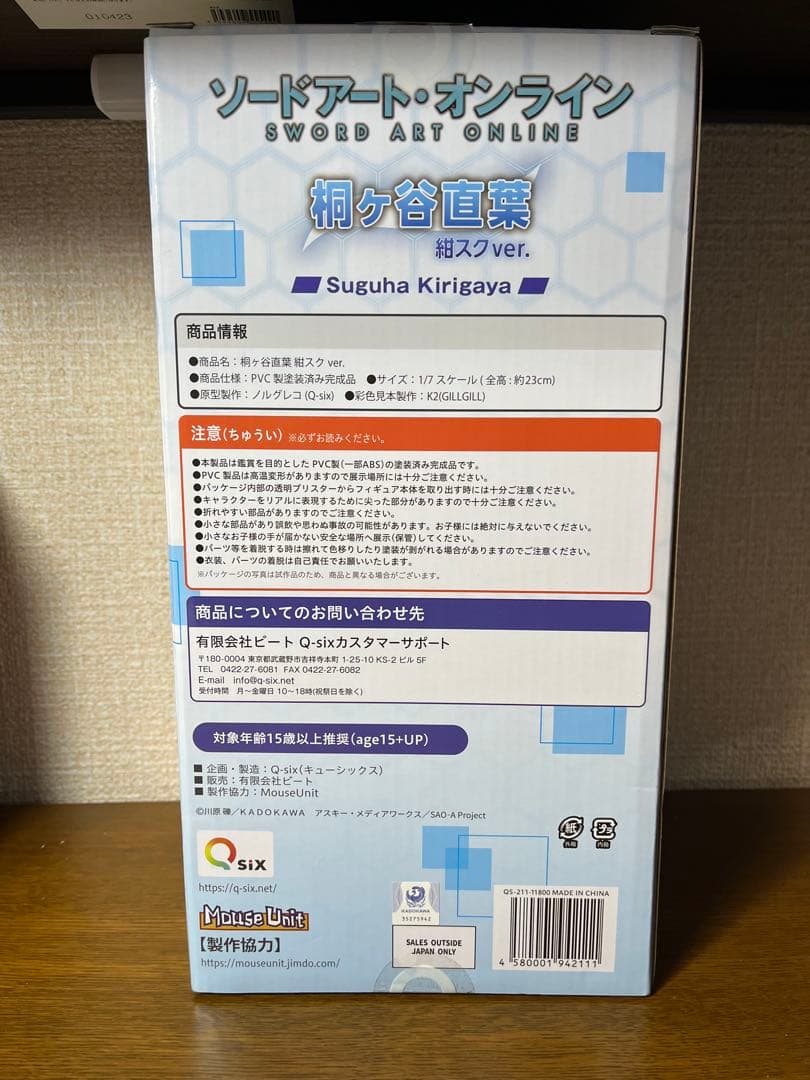 010423
ソードアート・オンライン
SWORD ART ONLINE
桐ヶ谷直葉
紺スクver.
Suguha Kirigaya
商品情報
●商品名：桐ヶ谷直葉 紺スク ver.
●商品仕様：PVC 製塗装済み完成品　●サイズ：1/7 スケール ( 全高 : 約23cm)
●原型製作：ノルグレコ (Q-six)　●彩色見本製作：K2(GILLGILL)
注意(ちゅうい) ※必ずお読みください。
●本製品は鑑賞を目的とした PVC製(一部ABS)の塗装済み完成品です。
●PVC 製品は高温変形がありますので展示場所には十分ご注意ください。
●パッケージ内部の透明ブリスターからフィギュア本体を取り出す時には十分ご注意ください。
●キャラクターをリアルに表現するために尖った部分がありますので十分ご注意ください。
●折れやすい部品がありますのでご注意ください。
●小さな部品があり誤飲や思わぬ事故の可能性があります。お子様には絶対に与えないでください。
●小さなお子様の手が届かない安全な場所へ展示(保管)してください。
●パーツ等を着脱する時は擦れて色移りしたり塗装が剥がれる場合がありますのでご注意ください。
●衣装、パーツの着脱は自己責任でお願いいたします。
※パッケージの写真は試作品のため、商品と異なる場合がございます。
商品についてのお問い合わせ先
有限会社ビート Q-sixカスタマーサポート
〒180-0004 東京都武蔵野市吉祥寺本町 1-25-10 KS-2 ビル 5F
TEL　0422-27-6081　FAX 0422-27-6082
E-mail　info@q-six.net
受付時間　月〜金曜日 10〜18時(祝祭日を除く)
対象年齢15歳以上推奨(age15+UP)
■ 企画・製造：Q-six(キューシックス)
■ 販売：有限会社ビート
■ 製作協力：MouseUnit
©川原 礫／KADOKAWA　アスキー・メディアワークス／SAO-A Project
紙
外箱
プラ
内箱
Q six
https://q-six.net/
Mouse Unit
【製作協力】
https://mouseunit.jimdo.com/
KADOKAWA
35275942
SALES OUTSIDE
JAPAN ONLY
QS-211-11800 MADE IN CHINA
4 580001 942111